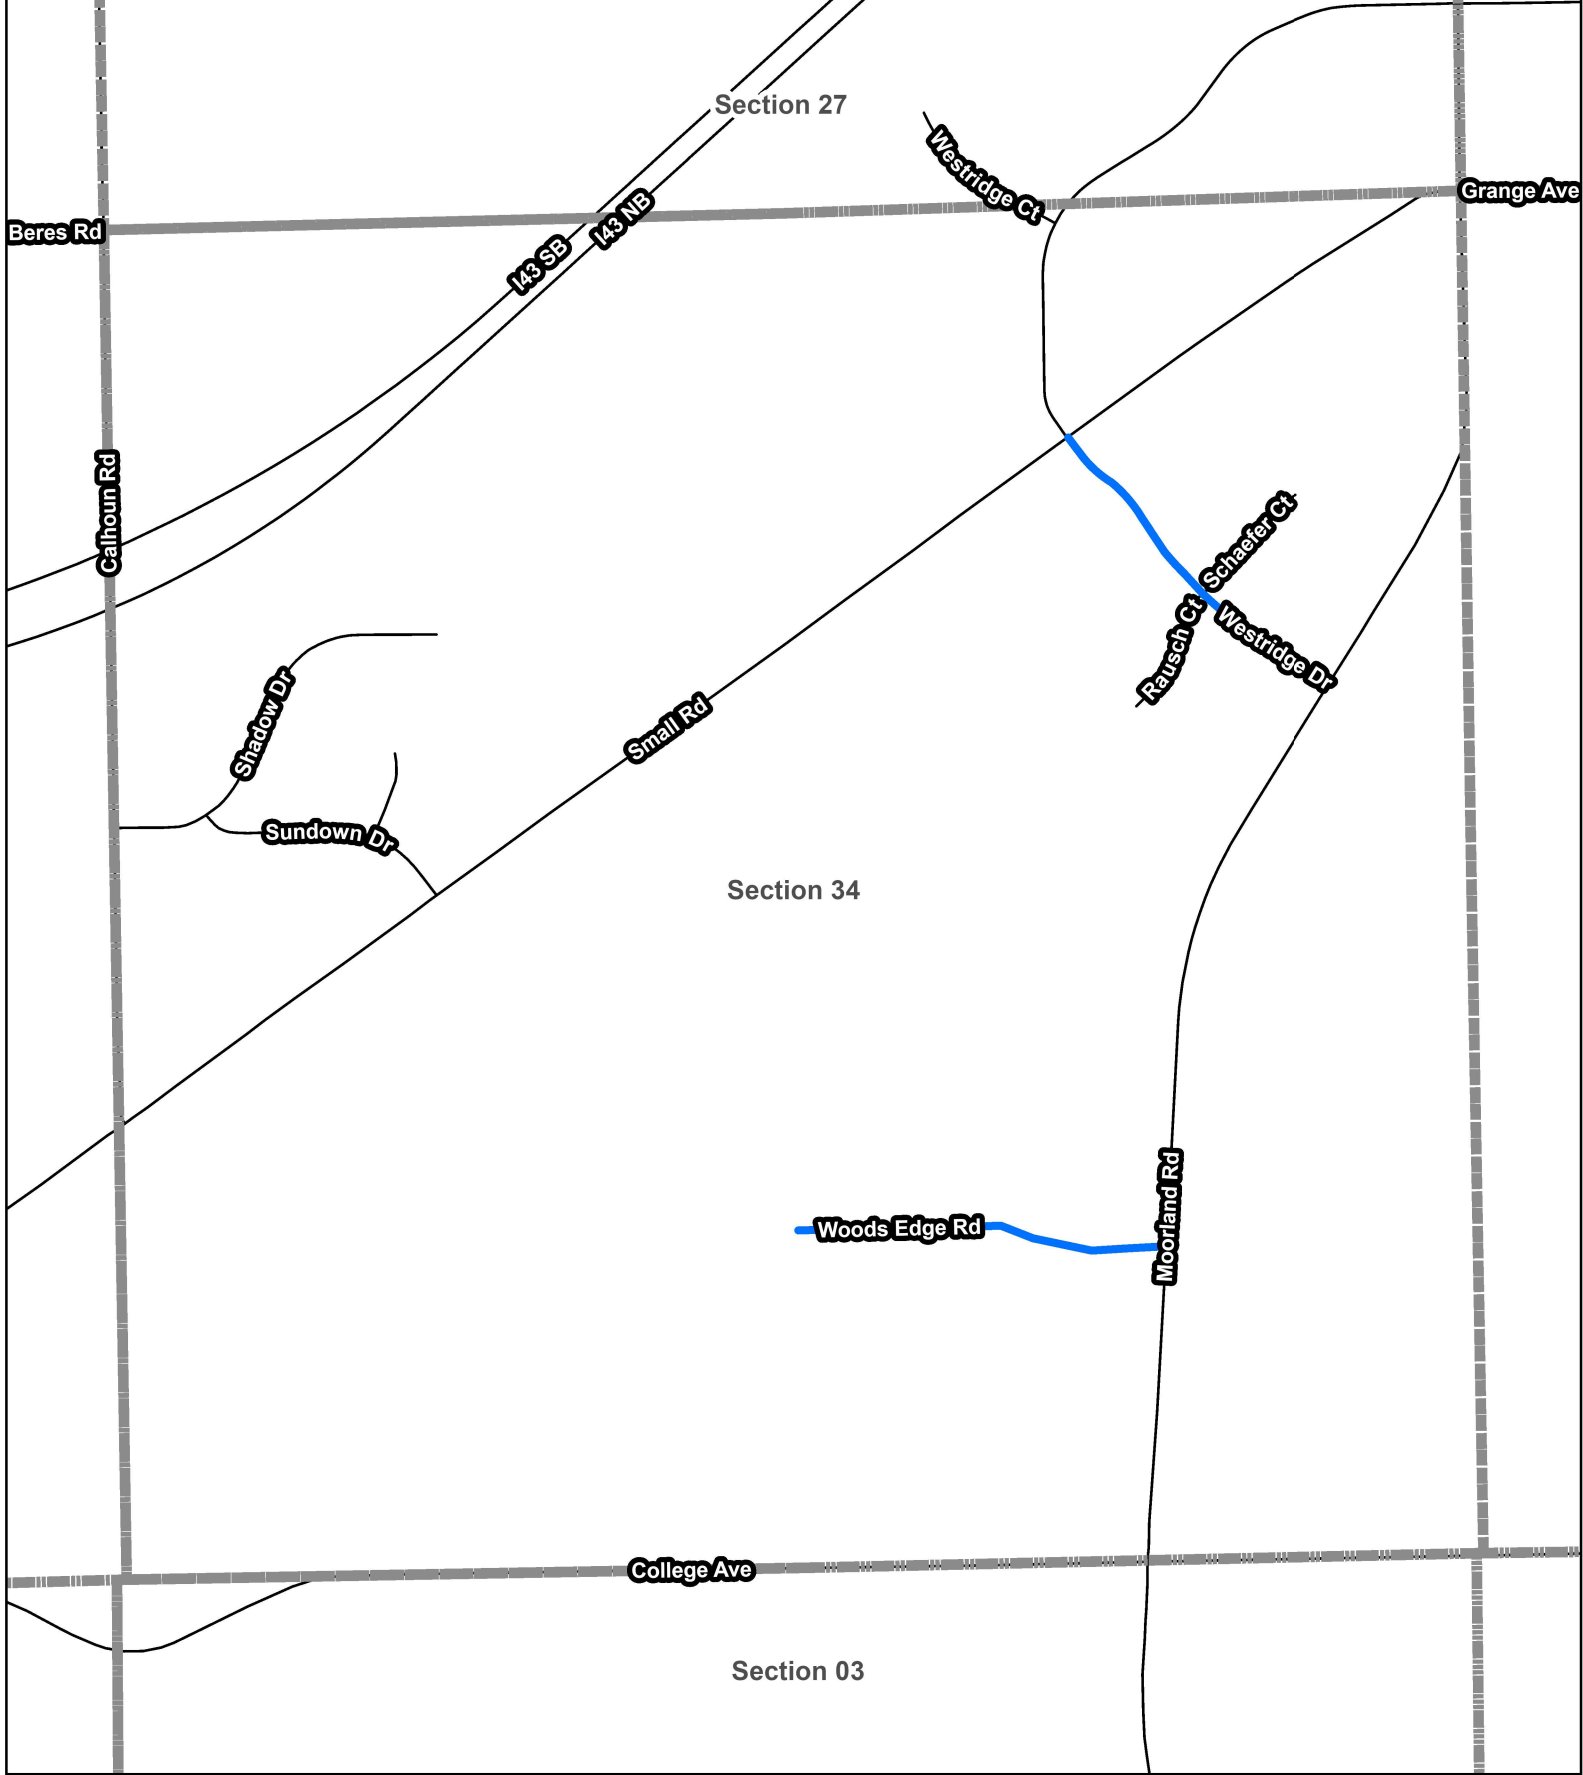 Section 27
Westridge Ct
Grange Ave
Beres Rd
I43 NB
I43 SB
Calhoun Rd
Schaefer Ct
Rausch Ct
Westridge Dr
Shadow Dr
Small Rd
Sundown Dr
Section 34
Moorland Rd
Woods Edge Rd
College Ave
Section 03